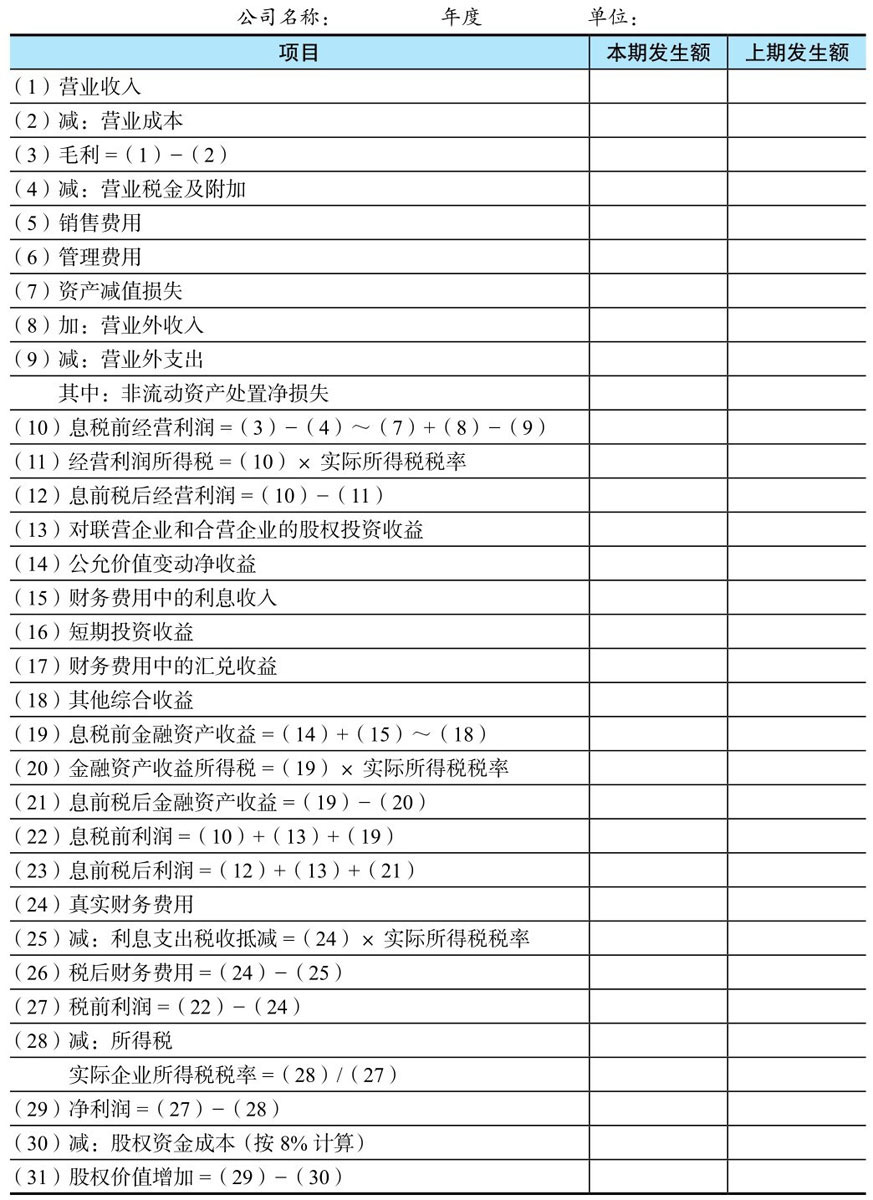 公司名称： 年度 单位：
项目 本期发生额 上期发生额
（1）营业收入
（2）减：营业成本
（3）毛利=（1）−（2）
（4）减：营业税金及附加
（5）销售费用
（6）管理费用
（7）资产减值损失
（8）加：营业外收入
（9）减：营业外支出
其中：非流动资产处置净损失
（10）息税前经营利润=（3）−（4）～（7）+（8）−（9）
（11）经营利润所得税=（10）× 实际所得税税率
（12）息前税后经营利润=（10）−（11）
（13）对联营企业和合营企业的股权投资收益
（14）公允价值变动净收益
（15）财务费用中的利息收入
（16）短期投资收益
（17）财务费用中的汇兑收益
（18）其他综合收益
（19）息税前金融资产收益=（14）+（15）～（18）
（20）金融资产收益所得税=（19）× 实际所得税税率
（21）息前税后金融资产收益=（19）−（20）
（22）息税前利润=（10）+（13）+（19）
（23）息前税后利润=（12）+（13）+（21）
（24）真实财务费用
（25）减：利息支出税收抵减=（24）× 实际所得税税率
（26）税后财务费用=（24）−（25）
（27）税前利润=（22）−（24）
（28）减：所得税
实际企业所得税税率=（28）/（27）
（29）净利润=（27）−（28）
（30）减：股权资金成本（按8%计算）
（31）股权价值增加=（29）−（30）